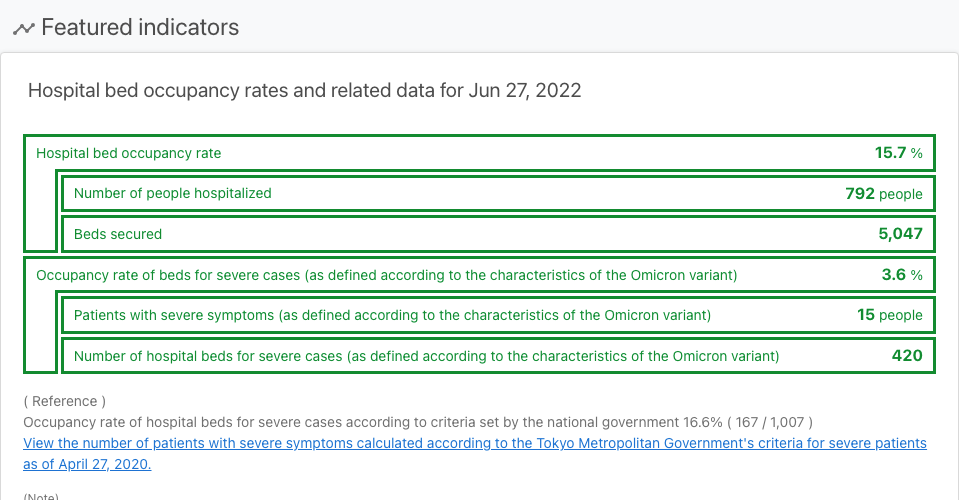 Featured indicators
Hospital bed occupancy rates and related data for Jun 27, 2022
Hospital bed occupancy rate 15.7 %
Number of people hospitalized 792 people
Beds secured 5,047
Occupancy rate of beds for severe cases (as defined according to the characteristics of the Omicron variant) 3.6 %
Patients with severe symptoms (as defined according to the characteristics of the Omicron variant) 15 people
Number of hospital beds for severe cases (as defined according to the characteristics of the Omicron variant) 420
( Reference )
Occupancy rate of hospital beds for severe cases according to criteria set by the national government 16.6% ( 167 / 1,007 )
View the number of patients with severe symptoms calculated according to the Tokyo Metropolitan Government's criteria for severe patients
as of April 27, 2020.
(Note)